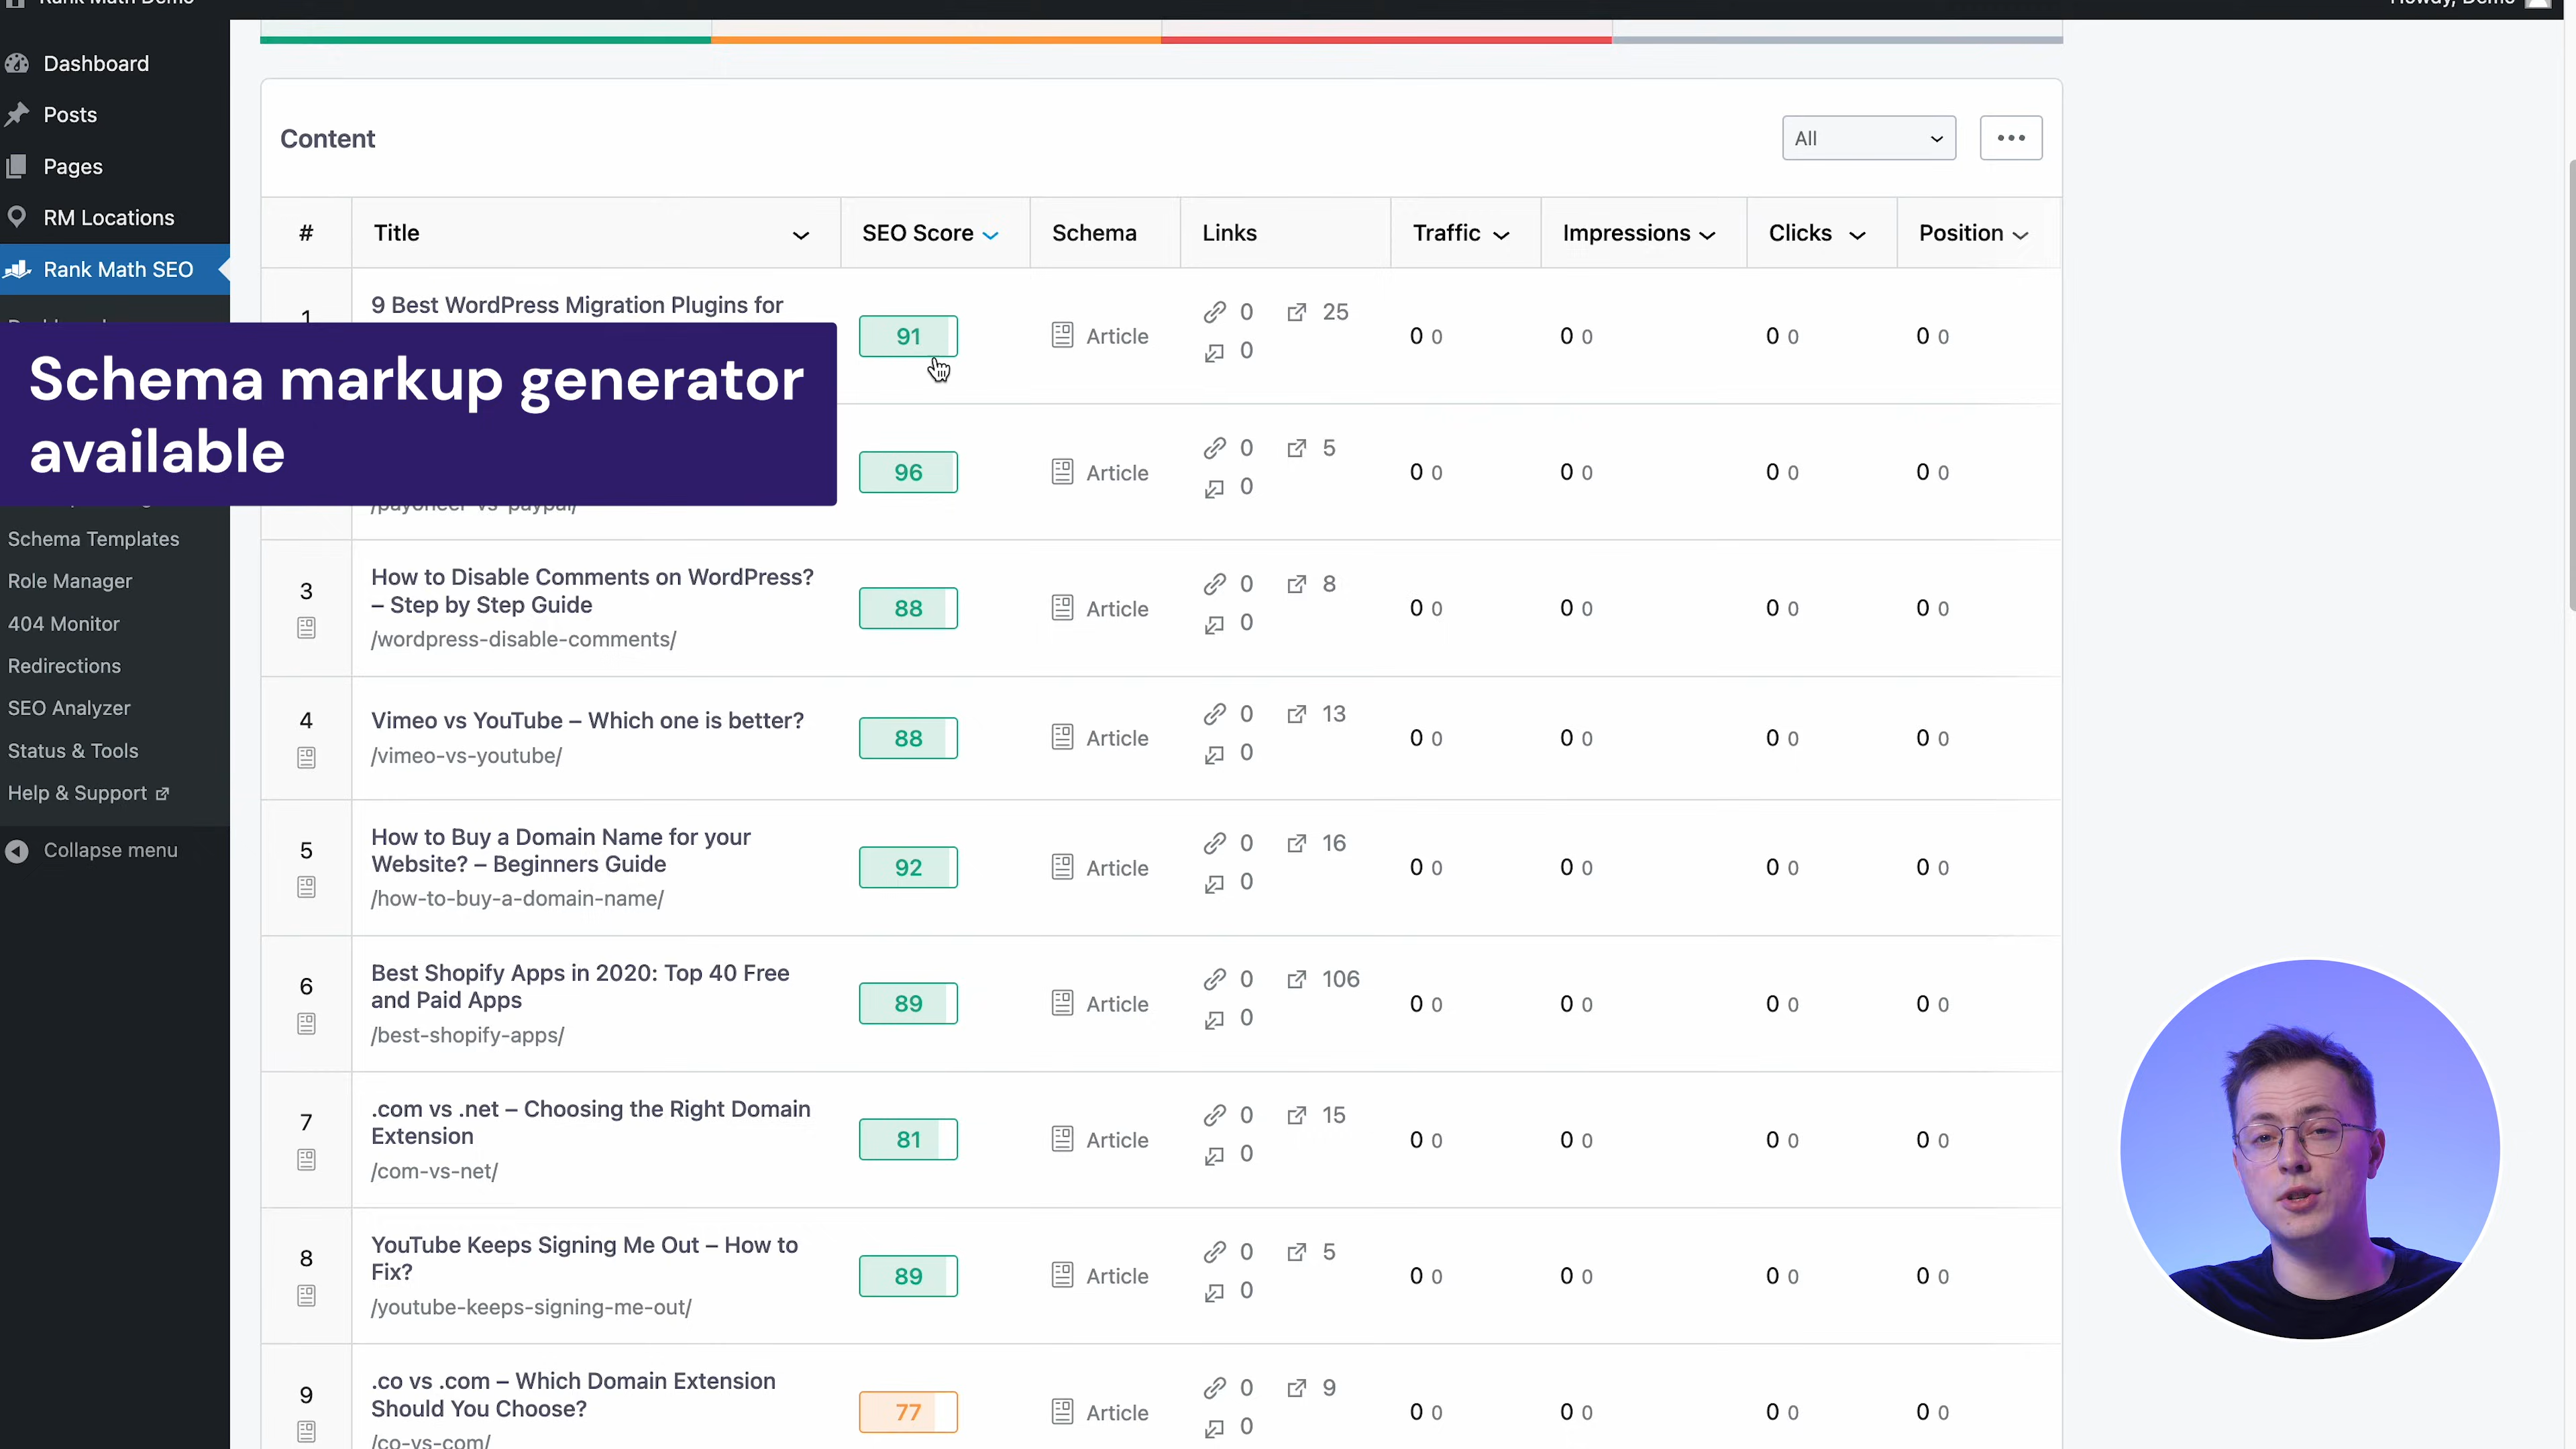 Rank Math Demo
Howdy, Demo
Dashboard
Posts
Pages
RM Locations
Rank Math SEO
Schema markup generator
available
Schema Templates
Role Manager
404 Monitor
Redirections
SEO Analyzer
Status & Tools
Help & Support
Collapse menu
Content
All
# Title SEO Score Schema Links Traffic Impressions Clicks Position
1
9 Best WordPress Migration Plugins for
91 Article 0 25 0 0 0 0 0 0 0 0
0
96 Article 0 5 0 0 0 0 0 0 0 0
0
/payoneer-vs-paypal/
3
How to Disable Comments on WordPress?
– Step by Step Guide
/wordpress-disable-comments/
88 Article 0 8 0 0 0 0 0 0 0 0
0
4
Vimeo vs YouTube – Which one is better?
/vimeo-vs-youtube/
88 Article 0 13 0 0 0 0 0 0 0 0
0
5
How to Buy a Domain Name for your
Website? – Beginners Guide
/how-to-buy-a-domain-name/
92 Article 0 16 0 0 0 0 0 0 0 0
0
6
Best Shopify Apps in 2020: Top 40 Free
and Paid Apps
/best-shopify-apps/
89 Article 0 106 0 0 0 0 0 0 0 0
0
7
.com vs .net – Choosing the Right Domain
Extension
/com-vs-net/
81 Article 0 15 0 0 0 0 0 0 0 0
0
8
YouTube Keeps Signing Me Out – How to
Fix?
/youtube-keeps-signing-me-out/
89 Article 0 5 0 0 0 0 0 0 0 0
0
9
.co vs .com – Which Domain Extension
Should You Choose?
/co-vs-com/
77 Article 0 9 0 0 0 0 0 0 0 0
0